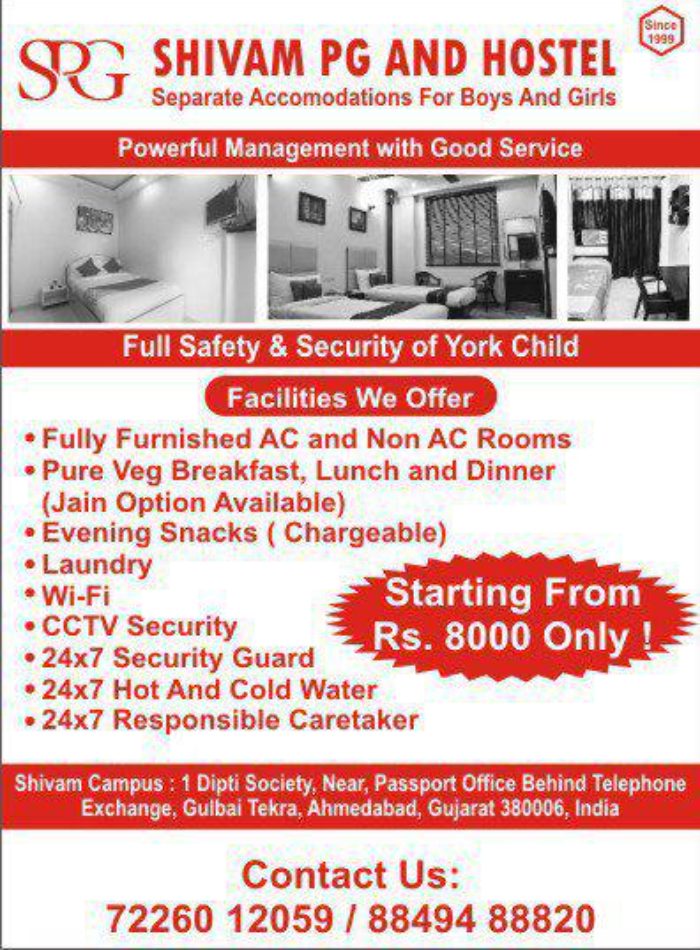 Since
1999
SPG
SHIVAM PG AND HOSTEL
Separate Accomodations For Boys And Girls
Powerful Management with Good Service
Full Safety & Security of York Child
Facilities We Offer
• Fully Furnished AC and Non AC Rooms
• Pure Veg Breakfast, Lunch and Dinner
(Jain Option Available)
• Evening Snacks ( Chargeable)
• Laundry
• Wi-Fi
• CCTV Security
• 24x7 Security Guard
• 24x7 Hot And Cold Water
• 24x7 Responsible Caretaker
Starting From
Rs. 8000 Only !
Shivam Campus : 1 Dipti Society, Near, Passport Office Behind Telephone
Exchange, Gulbai Tekra, Ahmedabad, Gujarat 380006, India
Contact Us:
72260 12059 / 88494 88820